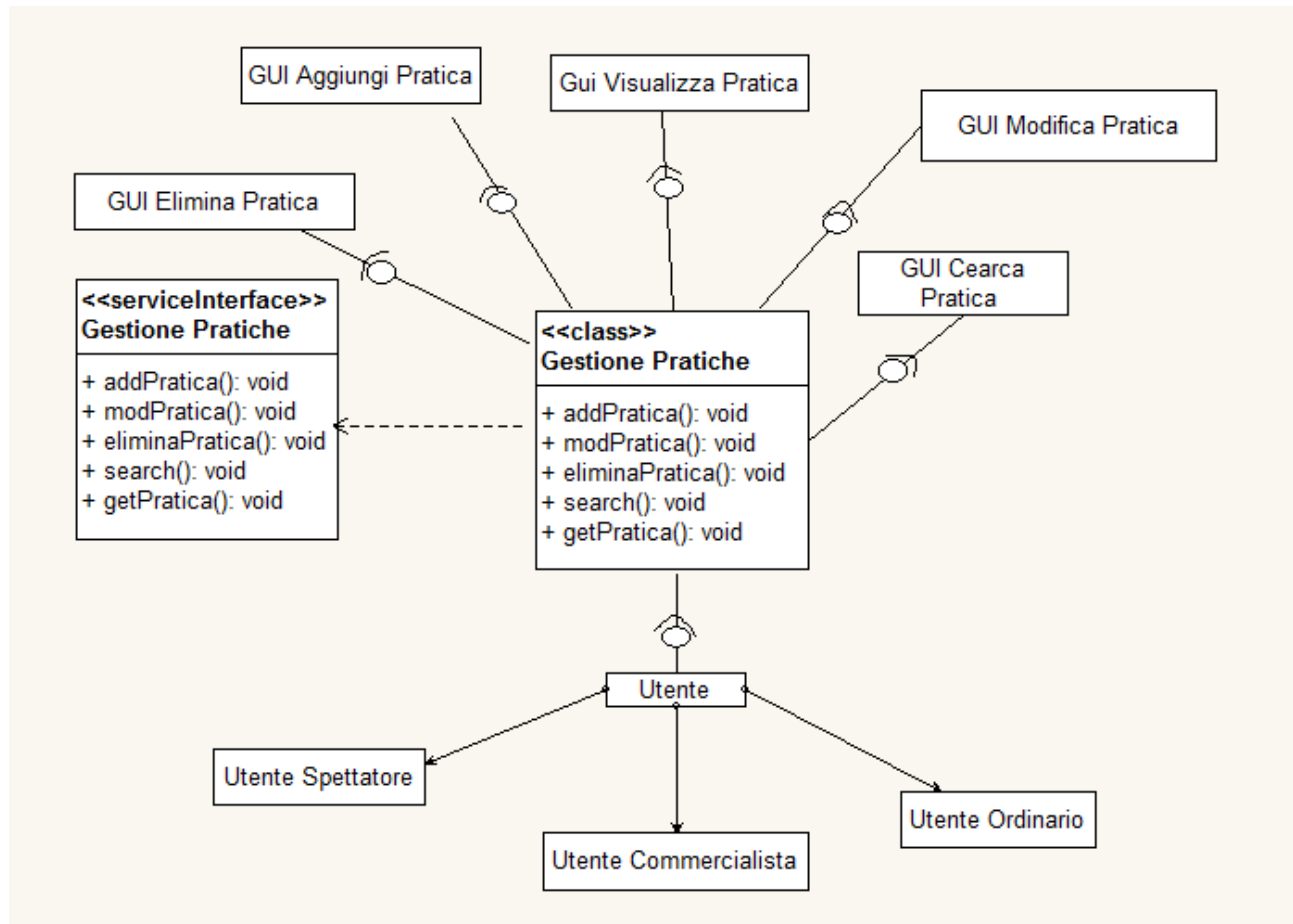 GUI Aggiungi Pratica
Gui Visualizza Pratica
GUI Modifica Pratica
GUI Elimina Pratica
GUI Cearca
Pratica
<<serviceInterface>>
Gestione Pratiche
+ addPratica(): void
+ modPratica(): void
+ eliminaPratica(): void
+ search(): void
+ getPratica(): void
<<class>>
Gestione Pratiche
+ addPratica(): void
+ modPratica(): void
+ eliminaPratica(): void
+ search(): void
+ getPratica(): void
Utente
Utente Spettatore
Utente Commercialista
Utente Ordinario